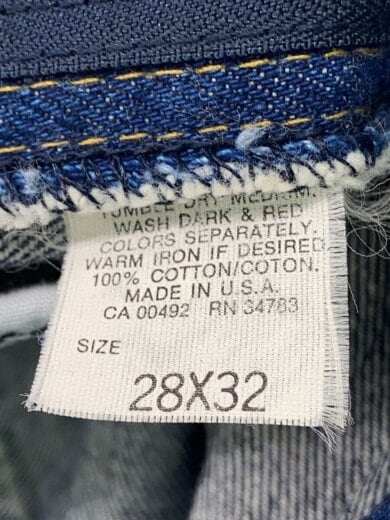 TUMBLE DRY MEDIUM.
WASH DARK & RED
COLORS SEPARATELY.
WARM IRON IF DESIRED
100% COTTON/COTON.
MADE IN U.S.A.
CA 00492 RN 34783
SIZE
28X32